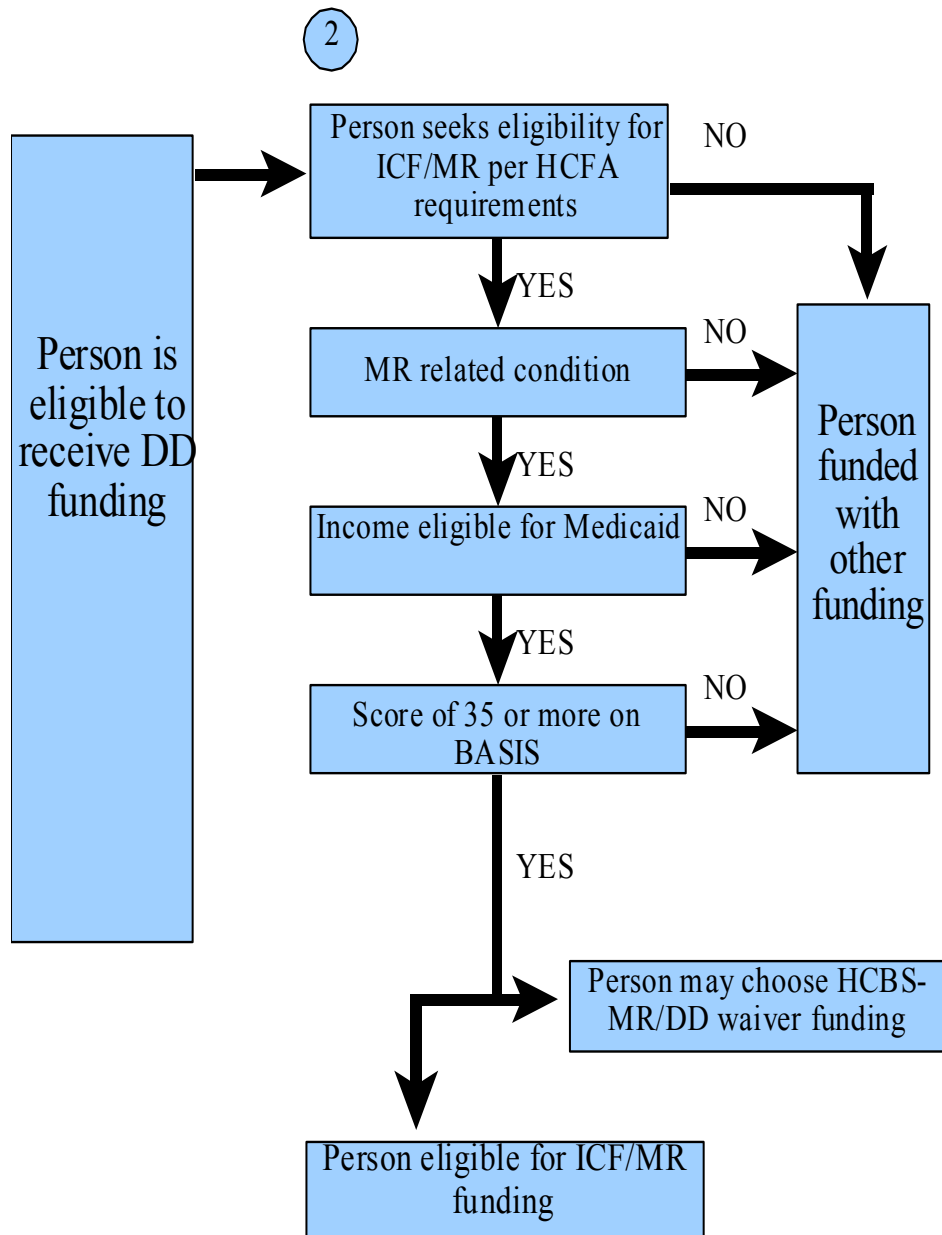 2
Person seeks eligibility for
ICF/MR per HCFA
requirements
NO
YES
Person is
eligible to
receive DD
funding
MR related condition
NO
YES
Person
funded
with
other
funding
Income eligible for Medicaid
NO
YES
Score of 35 or more on
BASIS
NO
YES
Person may choose HCBS-
MR/DD waiver funding
Person eligible for ICF/MR
funding